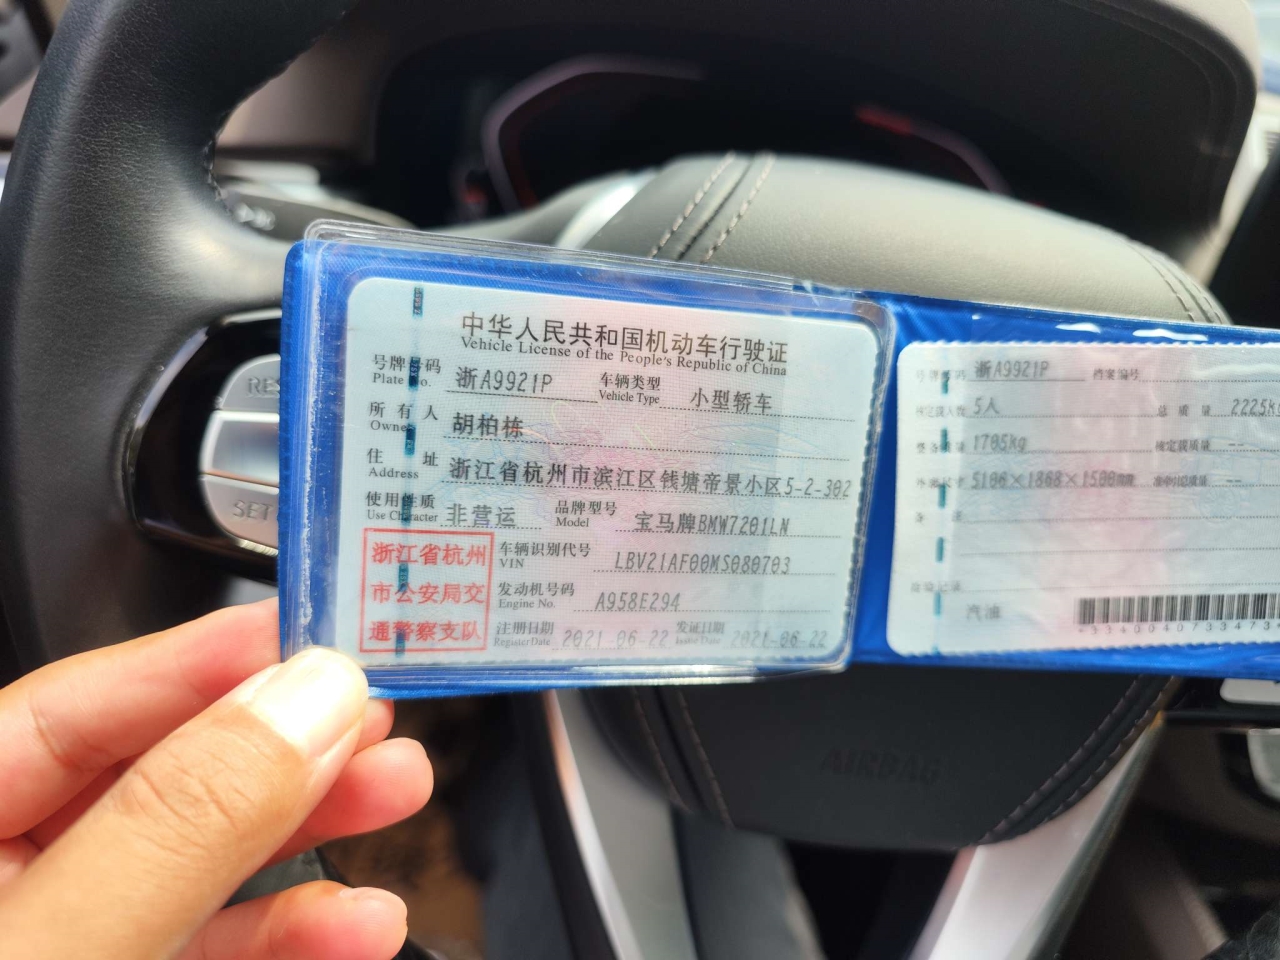 中华人民共和国机动车行驶证
Vehicle License of the People's Republic of China
号牌号码 浙A9921P 车辆类型 小型轿车
Plate No. Vehicle Type
所有人 胡柏栋
Owner
住址 浙江省杭州市滨江区钱塘帝景小区5-2-302
Address
使用性质 非营运 品牌型号 宝马牌BMW7201LN
Use Character Model
浙江省杭州
市公安局交
通警察支队
车辆识别代号 LBV21AF00MS080703
VIN
发动机号码 A958E294
Engine No.
注册日期 2021-06-22 发证日期 2021-06-22
Register Date Issue Date
号牌号码 浙A9921P 档案编号
核定载人数 5人 总质量 2225kg
整备质量 1705kg 核定载质量 --
外廓尺寸 5106×1868×1500mm 准牵引总质量 --
备注
检验记录
汽油
RES
SET
AIRBAG